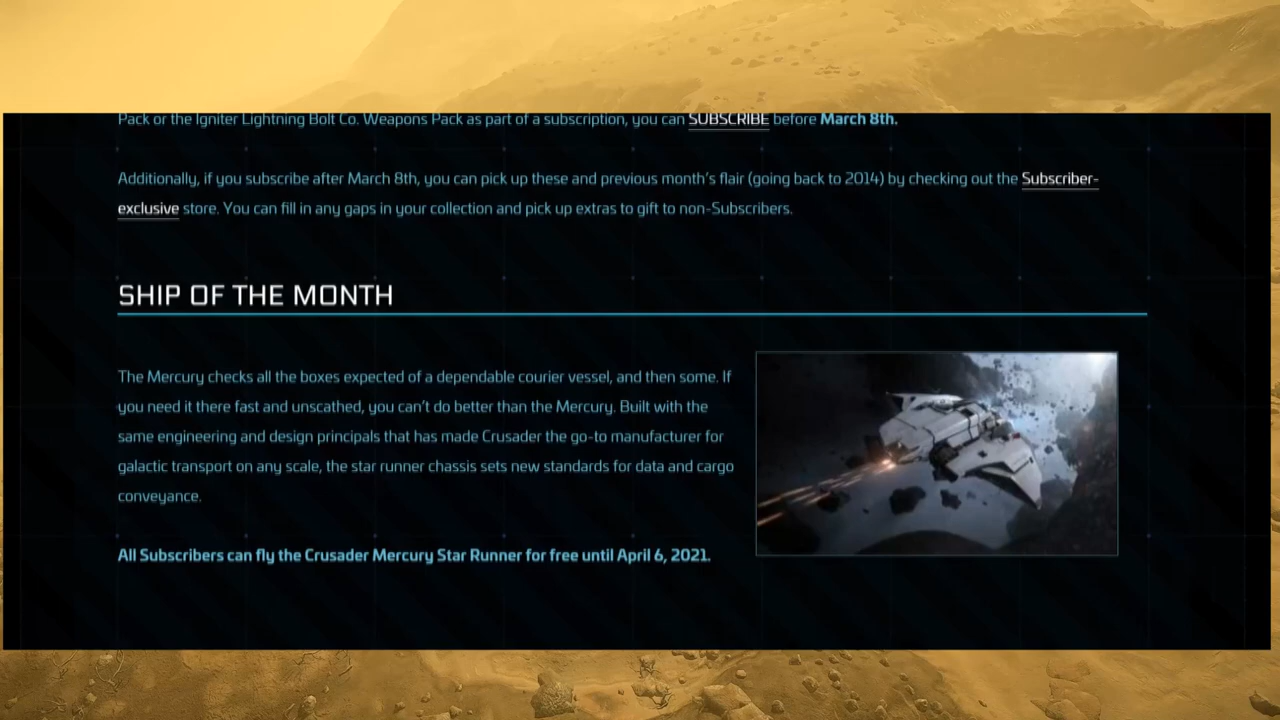 Pack or the Igniter Lightning Bolt Co. Weapons Pack as part of a subscription, you can SUBSCRIBE before March 8th.
Additionally, if you subscribe after March 8th, you can pick up these and previous month's flair (going back to 2014) by checking out the Subscriber-
exclusive store. You can fill in any gaps in your collection and pick up extras to gift to non-Subscribers.
SHIP OF THE MONTH
The Mercury checks all the boxes expected of a dependable courier vessel, and then some. If
you need it there fast and unscathed, you can't do better than the Mercury. Built with the
same engineering and design principals that has made Crusader the go-to manufacturer for
galactic transport on any scale, the star runner chassis sets new standards for data and cargo
conveyance.
All Subscribers can fly the Crusader Mercury Star Runner for free until April 6, 2021.